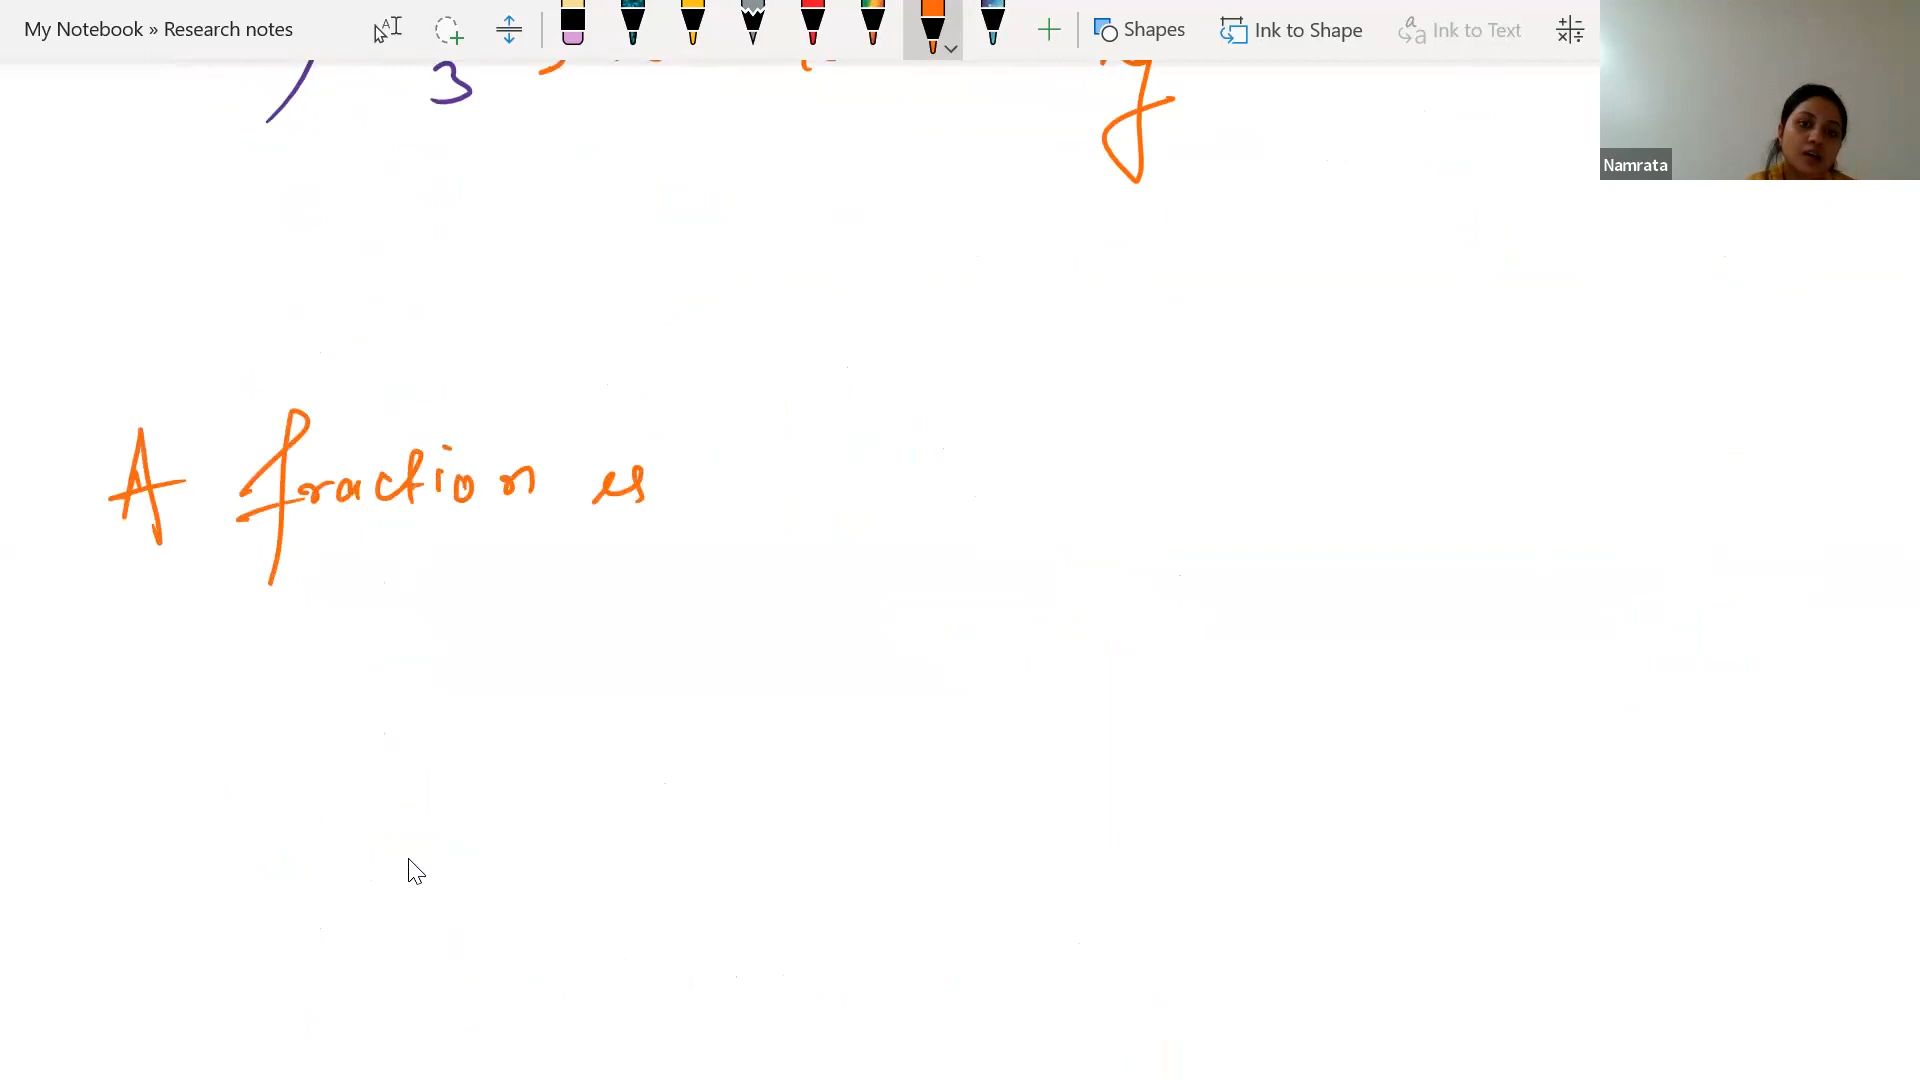 My Notebook » Research notes Shapes Ink to Shape Ink to Text
Namrata
3 y
A fraction is